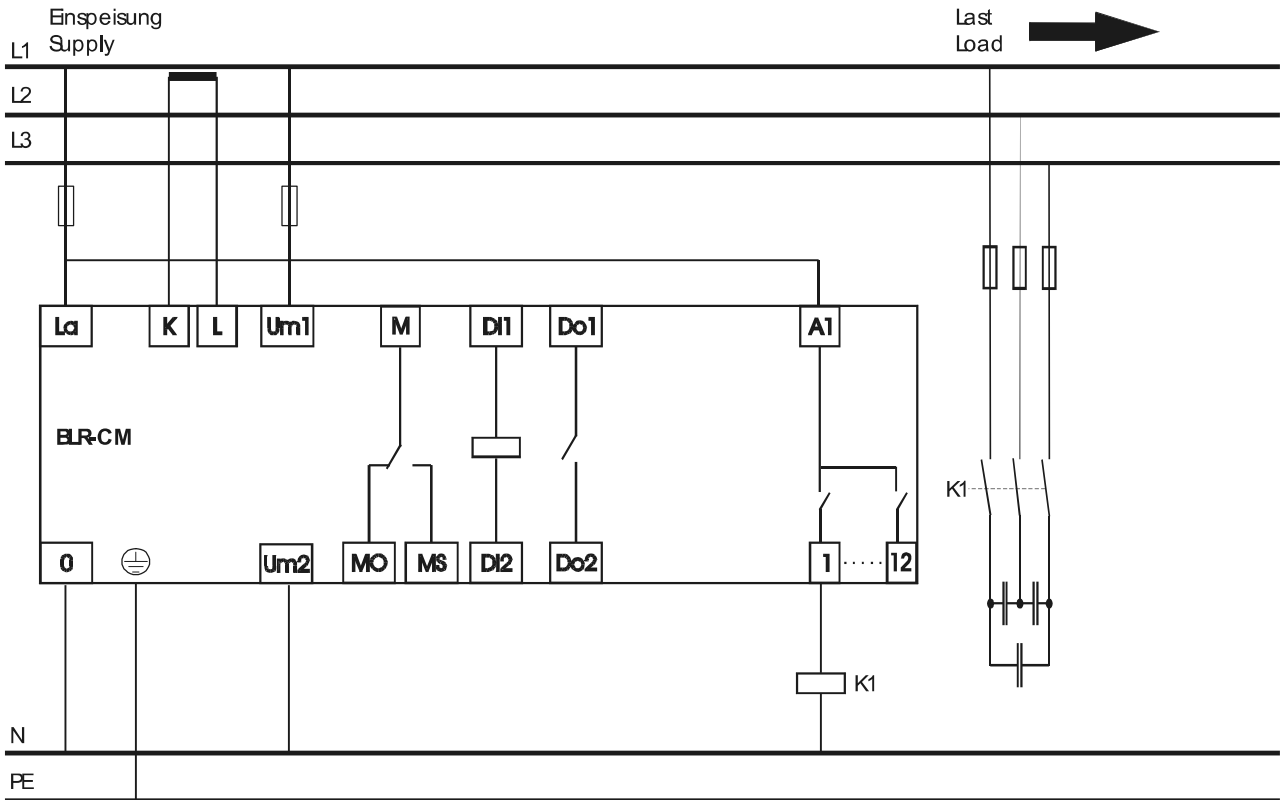 Einspeisung
Supply
Last
Load
L1
L2
L3
La
K
L
Um1
M
DI1
Do1
A1
BLR-CM
K1
0
Um2
MO
MS
DI2
Do2
1
.....
12
K1
N
PE